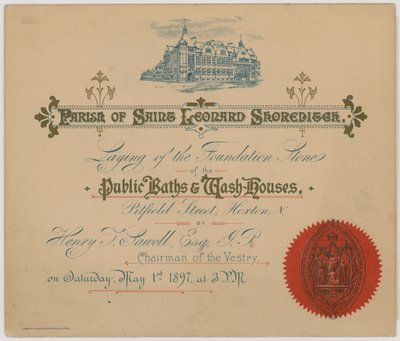 Parish of Saint Leonard Shoreditch.
Laying of the Foundation Stone
of the
Public Baths & Wash Houses,
Pitfield Street, Hoxton, N
BY
Henry T. Sawell, Esq. J.P.
Chairman of the Vestry,
on Saturday, May 1st 1897, at 3 P.M.